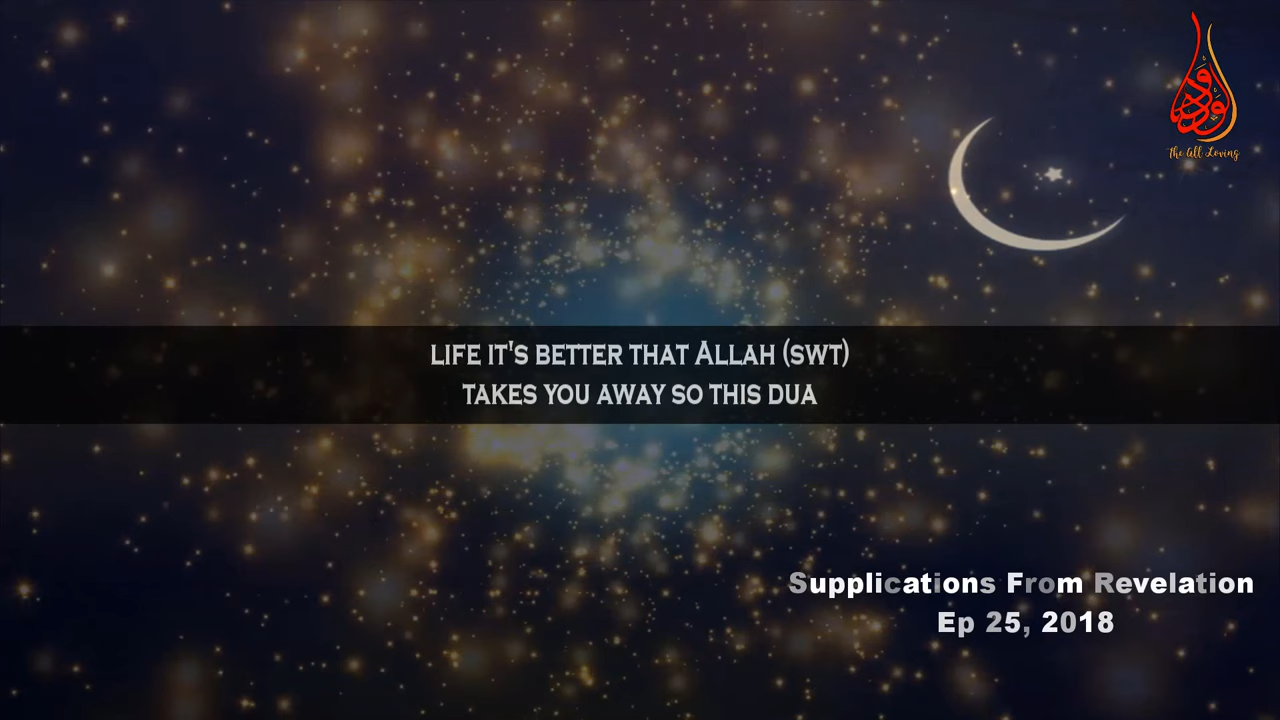 الودود
The All Loving
LIFE IT'S BETTER THAT ALLAH (SWT)
TAKES YOU AWAY SO THIS DUA
Supplications From Revelation
Ep 25, 2018